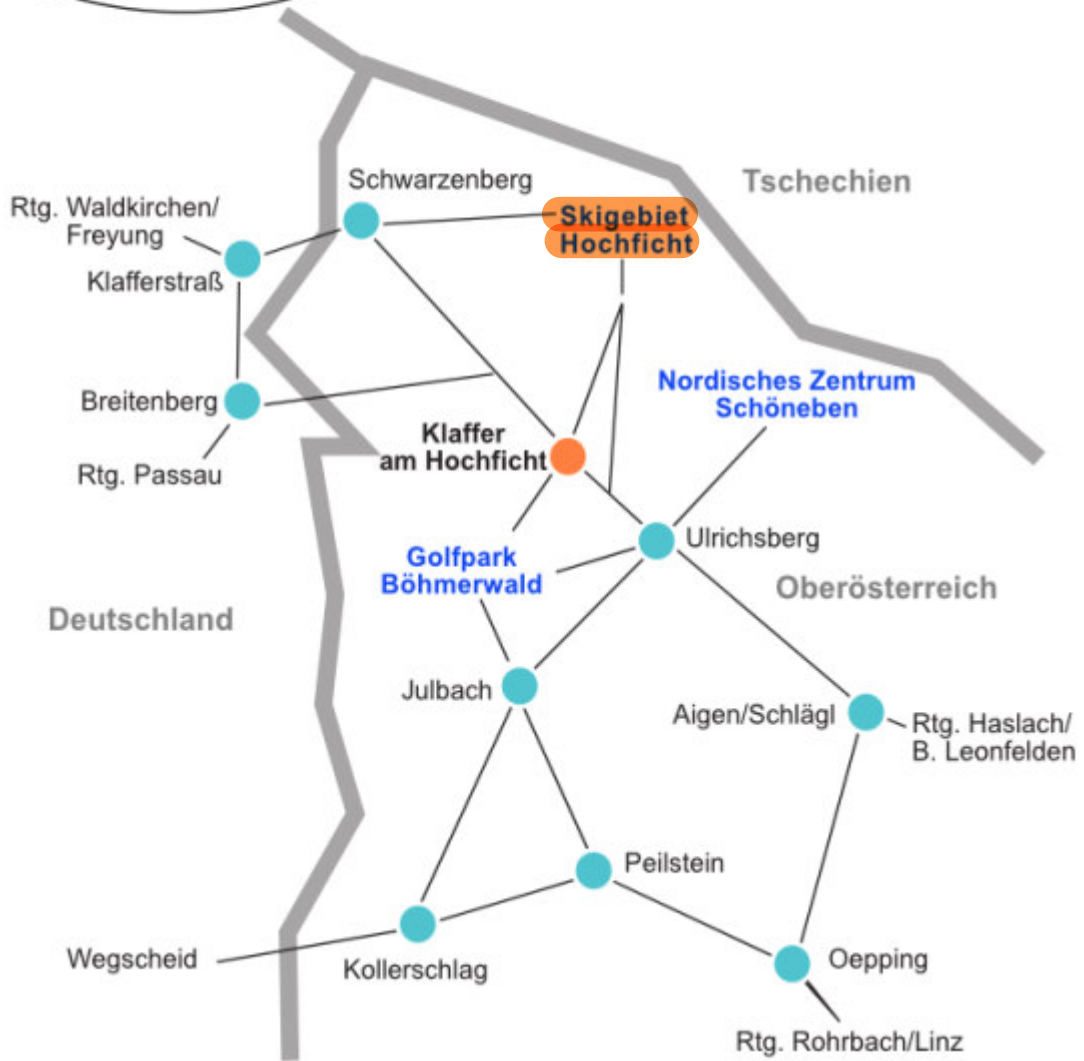 Schwarzenberg
Tschechien
Rtg. Waldkirchen/
Freyung
Skigebiet
Hochficht
Klafferstraß
Nordisches Zentrum
Schöneben
Breitenberg
Klaffer
am Hochficht
Rtg. Passau
Ulrichsberg
Golfpark
Böhmerwald
Oberösterreich
Deutschland
Julbach
Aigen/Schlägl
Rtg. Haslach/
B. Leonfelden
Peilstein
Wegscheid
Kollerschlag
Oepping
Rtg. Rohrbach/Linz